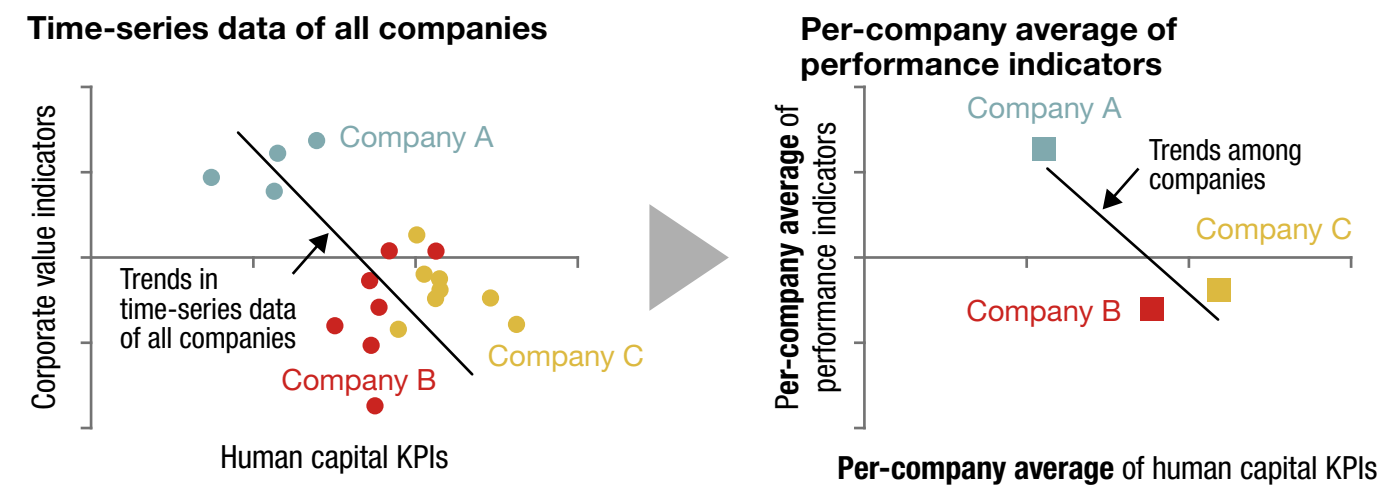 Time-series data of all companies
Corporate value indicators
Company A
Trends in
time-series data
of all companies
Company B
Company C
Human capital KPIs
Per-company average of
performance indicators
Per-company average of
performance indicators
Company A
Trends among
companies
Company C
Company B
Per-company average of human capital KPIs